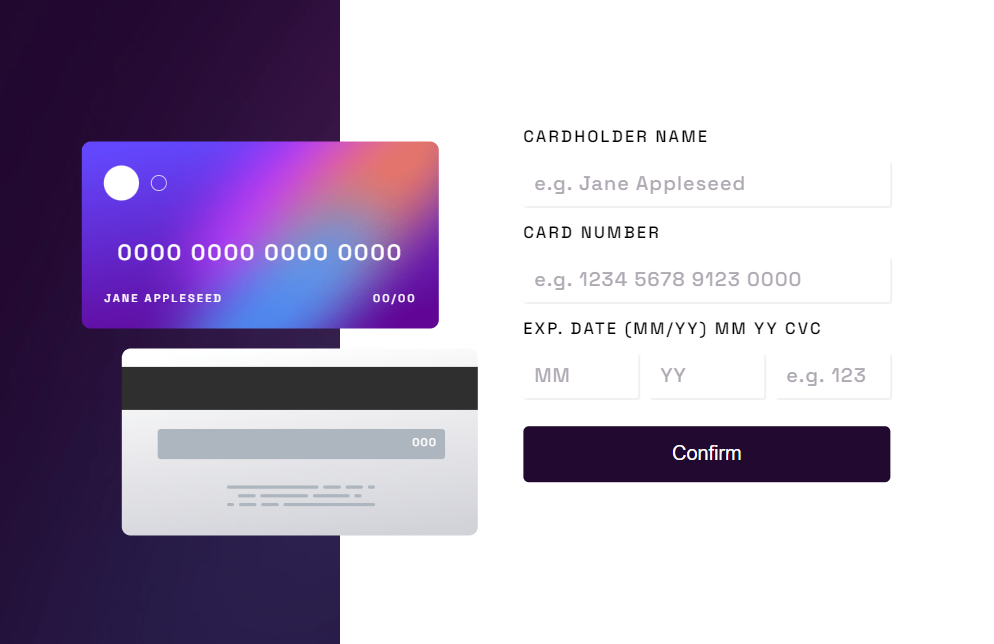 0000 0000 0000 0000
JANE APPLESEED 00/00
000
CARDHOLDER NAME
e.g. Jane Appleseed
CARD NUMBER
e.g. 1234 5678 9123 0000
EXP. DATE (MM/YY) MM YY CVC
MM YY e.g. 123
Confirm